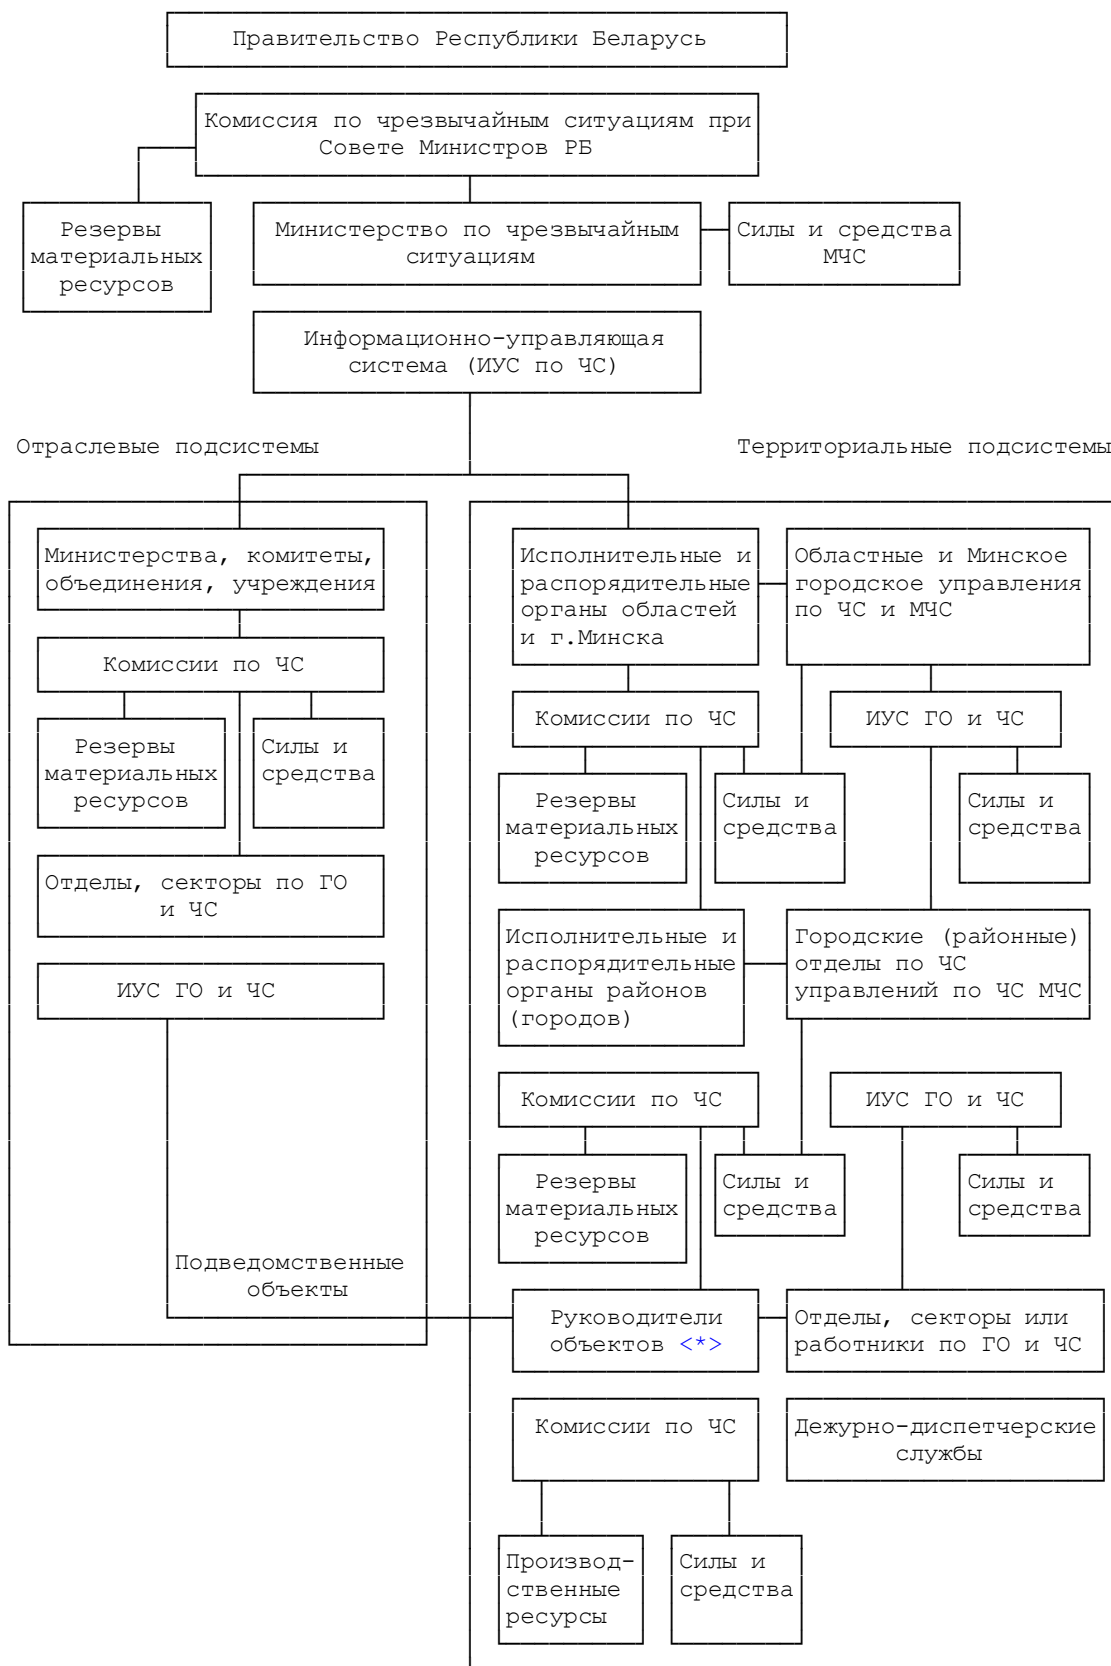 Правительство Республики Беларусь
Комиссия по чрезвычайным ситуациям при
Совете Министров РБ
Резервы
материальных
ресурсов
Министерство по чрезвычайным
ситуациям
Силы и средства
МЧС
Информационно-управляющая
система (ИУС по ЧС)
Отраслевые подсистемы
Территориальные подсистемы
Министерства, комитеты,
объединения, учреждения
Комиссии по ЧС
Резервы
материальных
ресурсов
Силы и
средства
Отделы, секторы по ГО
и ЧС
ИУС ГО и ЧС
Подведомственные
объекты
Исполнительные и
распорядительные
органы областей
и г.Минска
Областные и Минское
городское управления
по ЧС и МЧС
Комиссии по ЧС
ИУС ГО и ЧС
Резервы
материальных
ресурсов
Силы и
средства
Силы и
средства
Исполнительные и
распорядительные
органы районов
(городов)
Городские (районные)
отделы по ЧС
управлений по ЧС МЧС
Комиссии по ЧС
ИУС ГО и ЧС
Резервы
материальных
ресурсов
Силы и
средства
Силы и
средства
Руководители
объектов <*>
Отделы, секторы или
работники по ГО и ЧС
Комиссии по ЧС
Дежурно-диспетчерские
службы
Производ-
ственные
ресурсы
Силы и
средства